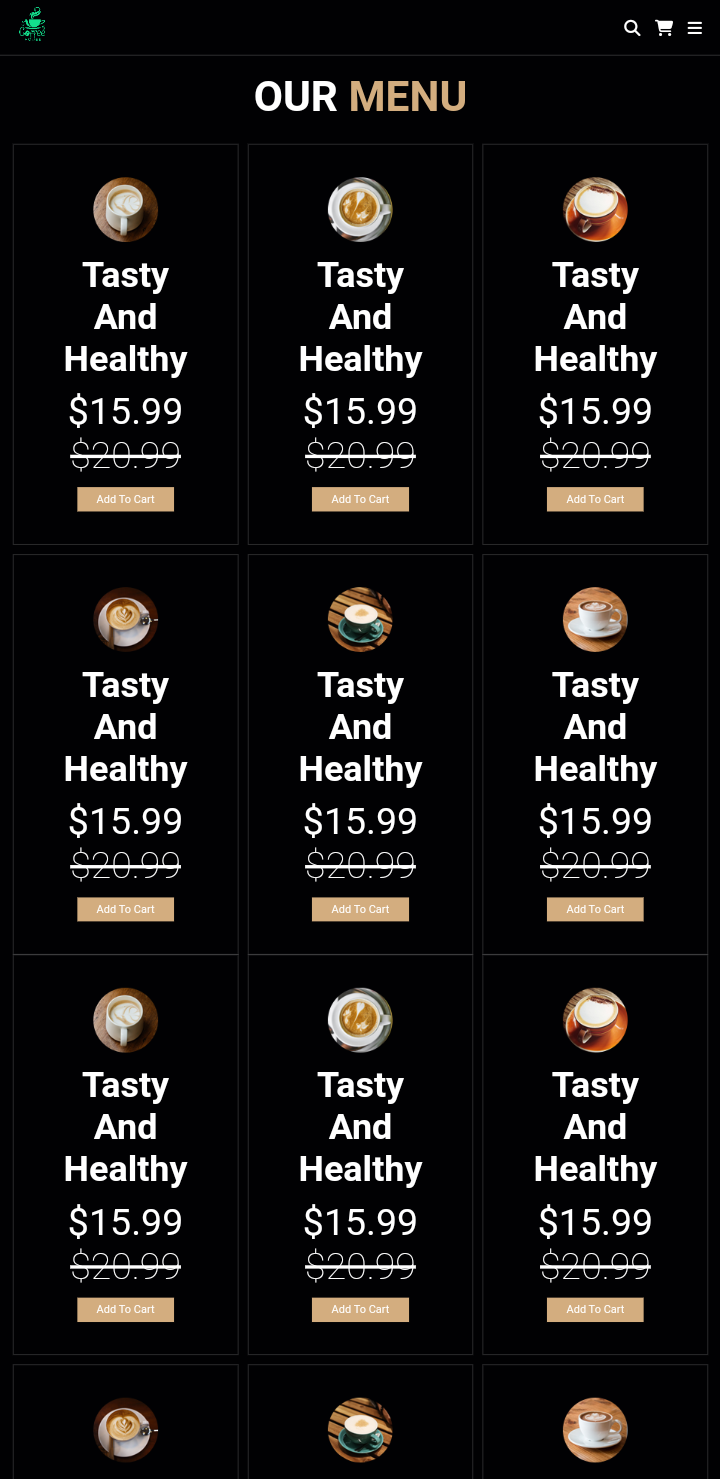 Coffee
OUR MENU
Tasty
And
Healthy
$15.99
$20.99
Add To Cart
Tasty
And
Healthy
$15.99
$20.99
Add To Cart
Tasty
And
Healthy
$15.99
$20.99
Add To Cart
Tasty
And
Healthy
$15.99
$20.99
Add To Cart
Tasty
And
Healthy
$15.99
$20.99
Add To Cart
Tasty
And
Healthy
$15.99
$20.99
Add To Cart
Tasty
And
Healthy
$15.99
$20.99
Add To Cart
Tasty
And
Healthy
$15.99
$20.99
Add To Cart
Tasty
And
Healthy
$15.99
$20.99
Add To Cart